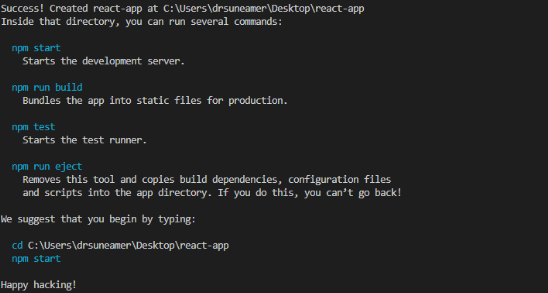 Success! Created react-app at C:\Users\drsuneamer\Desktop\react-app
Inside that directory, you can run several commands:
npm start
Starts the development server.
npm run build
Bundles the app into static files for production.
npm test
Starts the test runner.
npm run eject
Removes this tool and copies build dependencies, configuration files
and scripts into the app directory. If you do this, you can’t go back!
We suggest that you begin by typing:
cd C:\Users\drsuneamer\Desktop\react-app
npm start
Happy hacking!